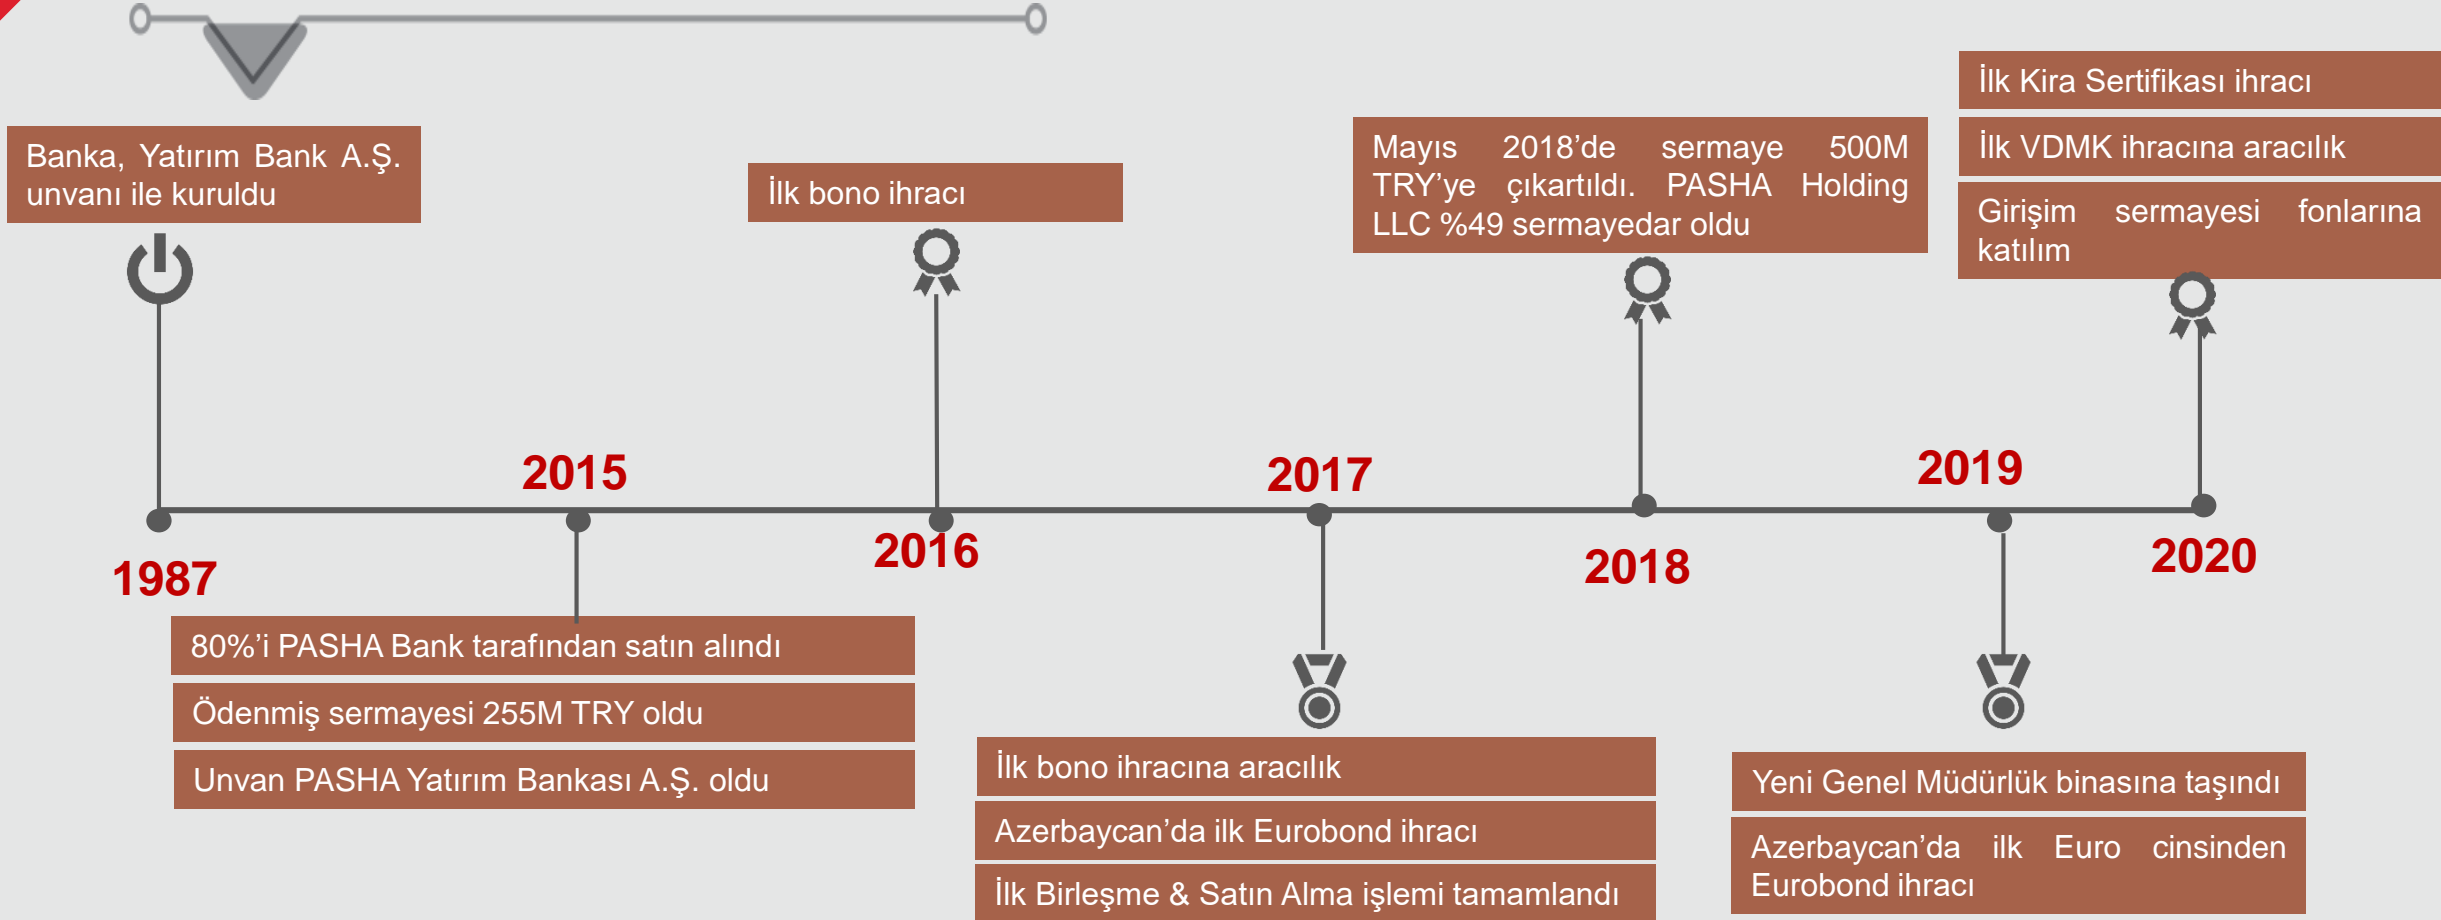 Banka, Yatırım Bank A.Ş.
unvanı ile kuruldu
1987
2015
80%'i PASHA Bank tarafından satın alındı
Ödenmiş sermayesi 255M TRY oldu
Unvan PASHA Yatırım Bankası A.Ş. oldu
İlk bono ihracı
2016
2017
İlk bono ihracına aracılık
Azerbaycan’da ilk Eurobond ihracı
İlk Birleşme & Satın Alma işlemi tamamlandı
Mayıs 2018’de sermaye 500M
TRY’ye çıkartıldı. PASHA Holding
LLC %49 sermayedar oldu
2018
2019
Yeni Genel Müdürlük binasına taşındı
Azerbaycan’da ilk Euro cinsinden
Eurobond ihracı
İlk Kira Sertifikası ihracı
İlk VDMK ihracına aracılık
Girişim sermayesi fonlarına
katılım
2020